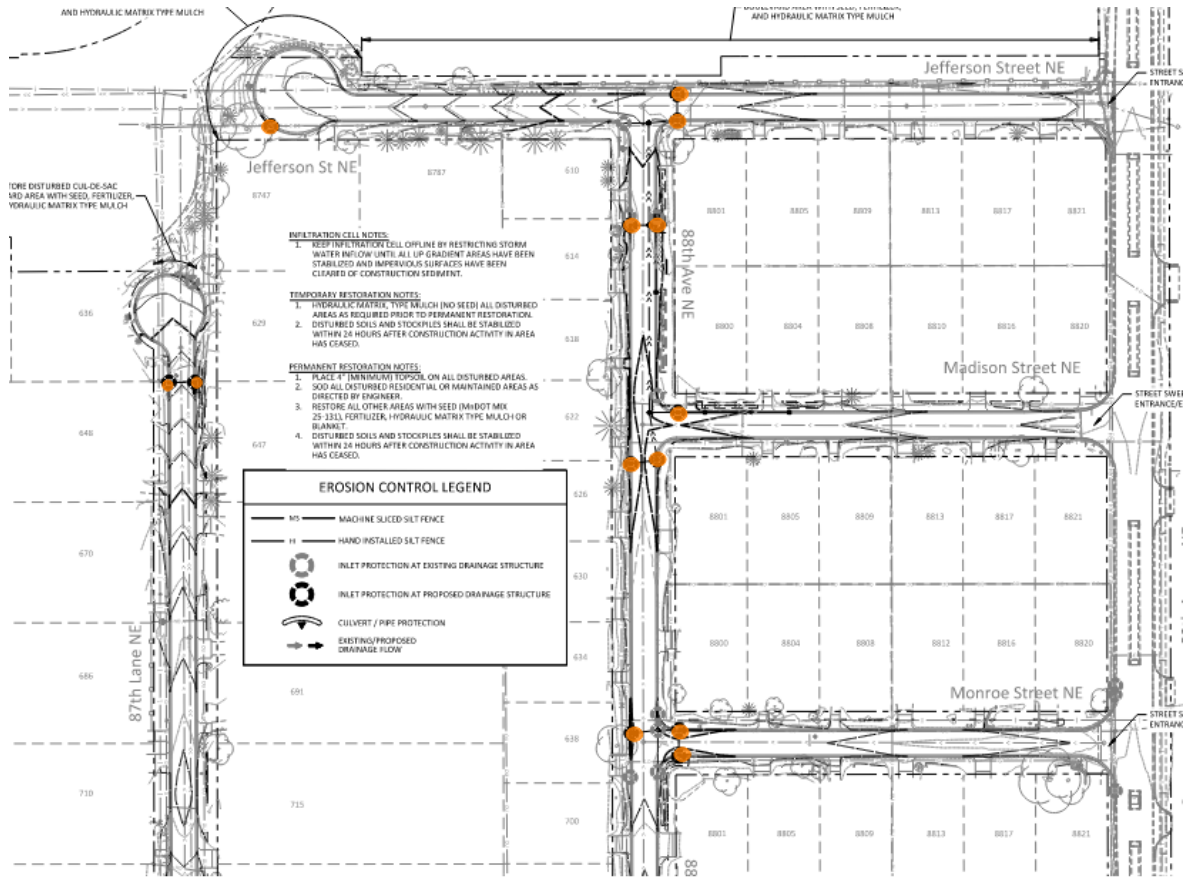 AND HYDRAULIC MATRIX TYPE MULCH
BOULEVARD AREA WITH SEED, FERTILIZER,
AND HYDRAULIC MATRIX TYPE MULCH
Jefferson Street NE
STREET S
ENTRANC
Jefferson St NE
8747
8787
610
TORE DISTURBED CUL-DE-SAC
ARD AREA WITH SEED, FERTILIZER,
YDRAULIC MATRIX TYPE MULCH
8801
8805
8809
8813
8817
8821
88th Ave NE
INFILTRATION CELL NOTES:
1. KEEP INFILTRATION CELL OFFLINE BY RESTRICTING STORM
WATER INFLOW UNTIL ALL UP GRADIENT AREAS HAVE BEEN
STABILIZED AND IMPERVIOUS SURFACES HAVE BEEN
CLEARED OF CONSTRUCTION SEDIMENT.
614
TEMPORARY RESTORATION NOTES:
1. HYDRAULIC MATRIX, TYPE MULCH (NO SEED) ALL DISTURBED
AREAS AS REQUIRED PRIOR TO PERMANENT RESTORATION.
2. DISTURBED SOILS AND STOCKPILES SHALL BE STABILIZED
WITHIN 24 HOURS AFTER CONSTRUCTION ACTIVITY IN AREA
HAS CEASED.
636
629
618
8800
8804
8808
8810
8816
8820
PERMANENT RESTORATION NOTES:
1. PLACE 4" (MINIMUM) TOPSOIL ON ALL DISTURBED AREAS.
2. SOD ALL DISTURBED RESIDENTIAL OR MAINTAINED AREAS AS
DIRECTED BY ENGINEER.
3. RESTORE ALL OTHER AREAS WITH SEED (MnDOT MIX
25-131), FERTILIZER, HYDRAULIC MATRIX TYPE MULCH OR
BLANKET.
4. DISTURBED SOILS AND STOCKPILES SHALL BE STABILIZED
WITHIN 24 HOURS AFTER CONSTRUCTION ACTIVITY IN AREA
HAS CEASED.
Madison Street NE
STREET SWE
ENTRANCE/E
622
648
647
EROSION CONTROL LEGEND
MS MACHINE SLICED SILT FENCE
HI HAND INSTALLED SILT FENCE
INLET PROTECTION AT EXISTING DRAINAGE STRUCTURE
INLET PROTECTION AT PROPOSED DRAINAGE STRUCTURE
CULVERT / PIPE PROTECTION
EXISTING/PROPOSED
DRAINAGE FLOW
626
8801
8805
8809
8813
8817
8821
670
630
8800
8804
8808
8812
8816
8820
634
87th Lane NE
686
691
Monroe Street NE
STREET S
ENTRANC
638
710
715
700
8801
8805
8809
8813
8817
8821
88